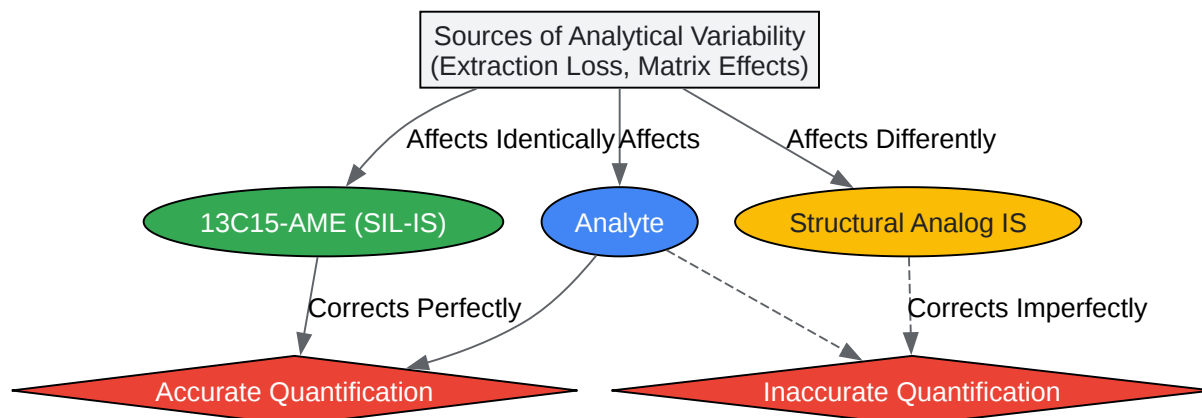 Sources of Analytical Variability
(Extraction Loss, Matrix Effects)
Affects Identically
Affects
Affects Differently
13C15-AME (SIL-IS)
Analyte
Structural Analog IS
Corrects Perfectly
Corrects Imperfectly
Accurate Quantification
Inaccurate Quantification